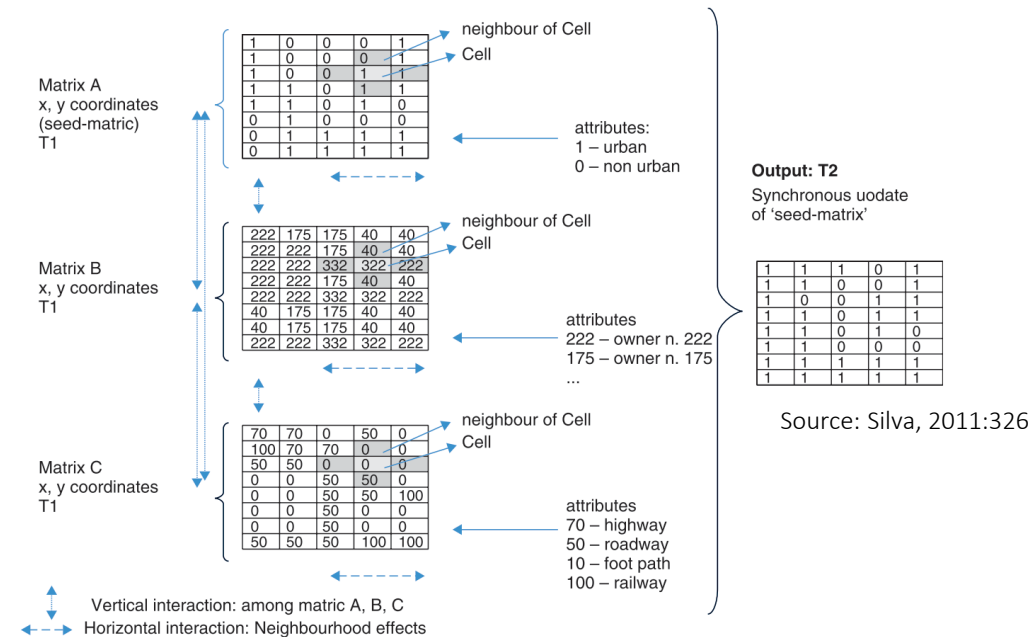 neighbour of Cell
Cell
Matrix A
x, y coordinates
(seed-matric)
T1
1 0 0 0 1
1 0 0 0 1
1 0 0 1 1
1 1 0 1 1
1 1 0 1 0
0 1 0 0 0
0 1 1 1 1
0 1 1 1 1
attributes:
1 – urban
0 – non urban
neighbour of Cell
Cell
Matrix B
x, y coordinates
T1
222 175 175 40 40
222 222 175 40 40
222 222 332 322 222
222 222 175 40 40
222 222 332 322 222
40 175 175 40 40
40 175 175 40 40
222 222 332 322 222
attributes
222 – owner n. 222
175 – owner n. 175
...
neighbour of Cell
Cell
Matrix C
x, y coordinates
T1
70 70 0 50 0
100 70 70 0 0
50 50 0 0 0
0 0 50 50 0
0 0 50 50 100
0 0 50 0 0
0 0 50 0 0
50 50 50 100 100
attributes
70 – highway
50 – roadway
10 – foot path
100 – railway
Vertical interaction: among matric A, B, C
Horizontal interaction: Neighbourhood effects
Output: T2
Synchronous uodate
of ‘seed-matrix’
1 1 1 0 1
1 1 0 0 1
1 0 0 1 1
1 1 0 1 1
1 1 0 1 0
1 1 0 0 0
1 1 1 1 1
1 1 1 1 1
Source: Silva, 2011:326